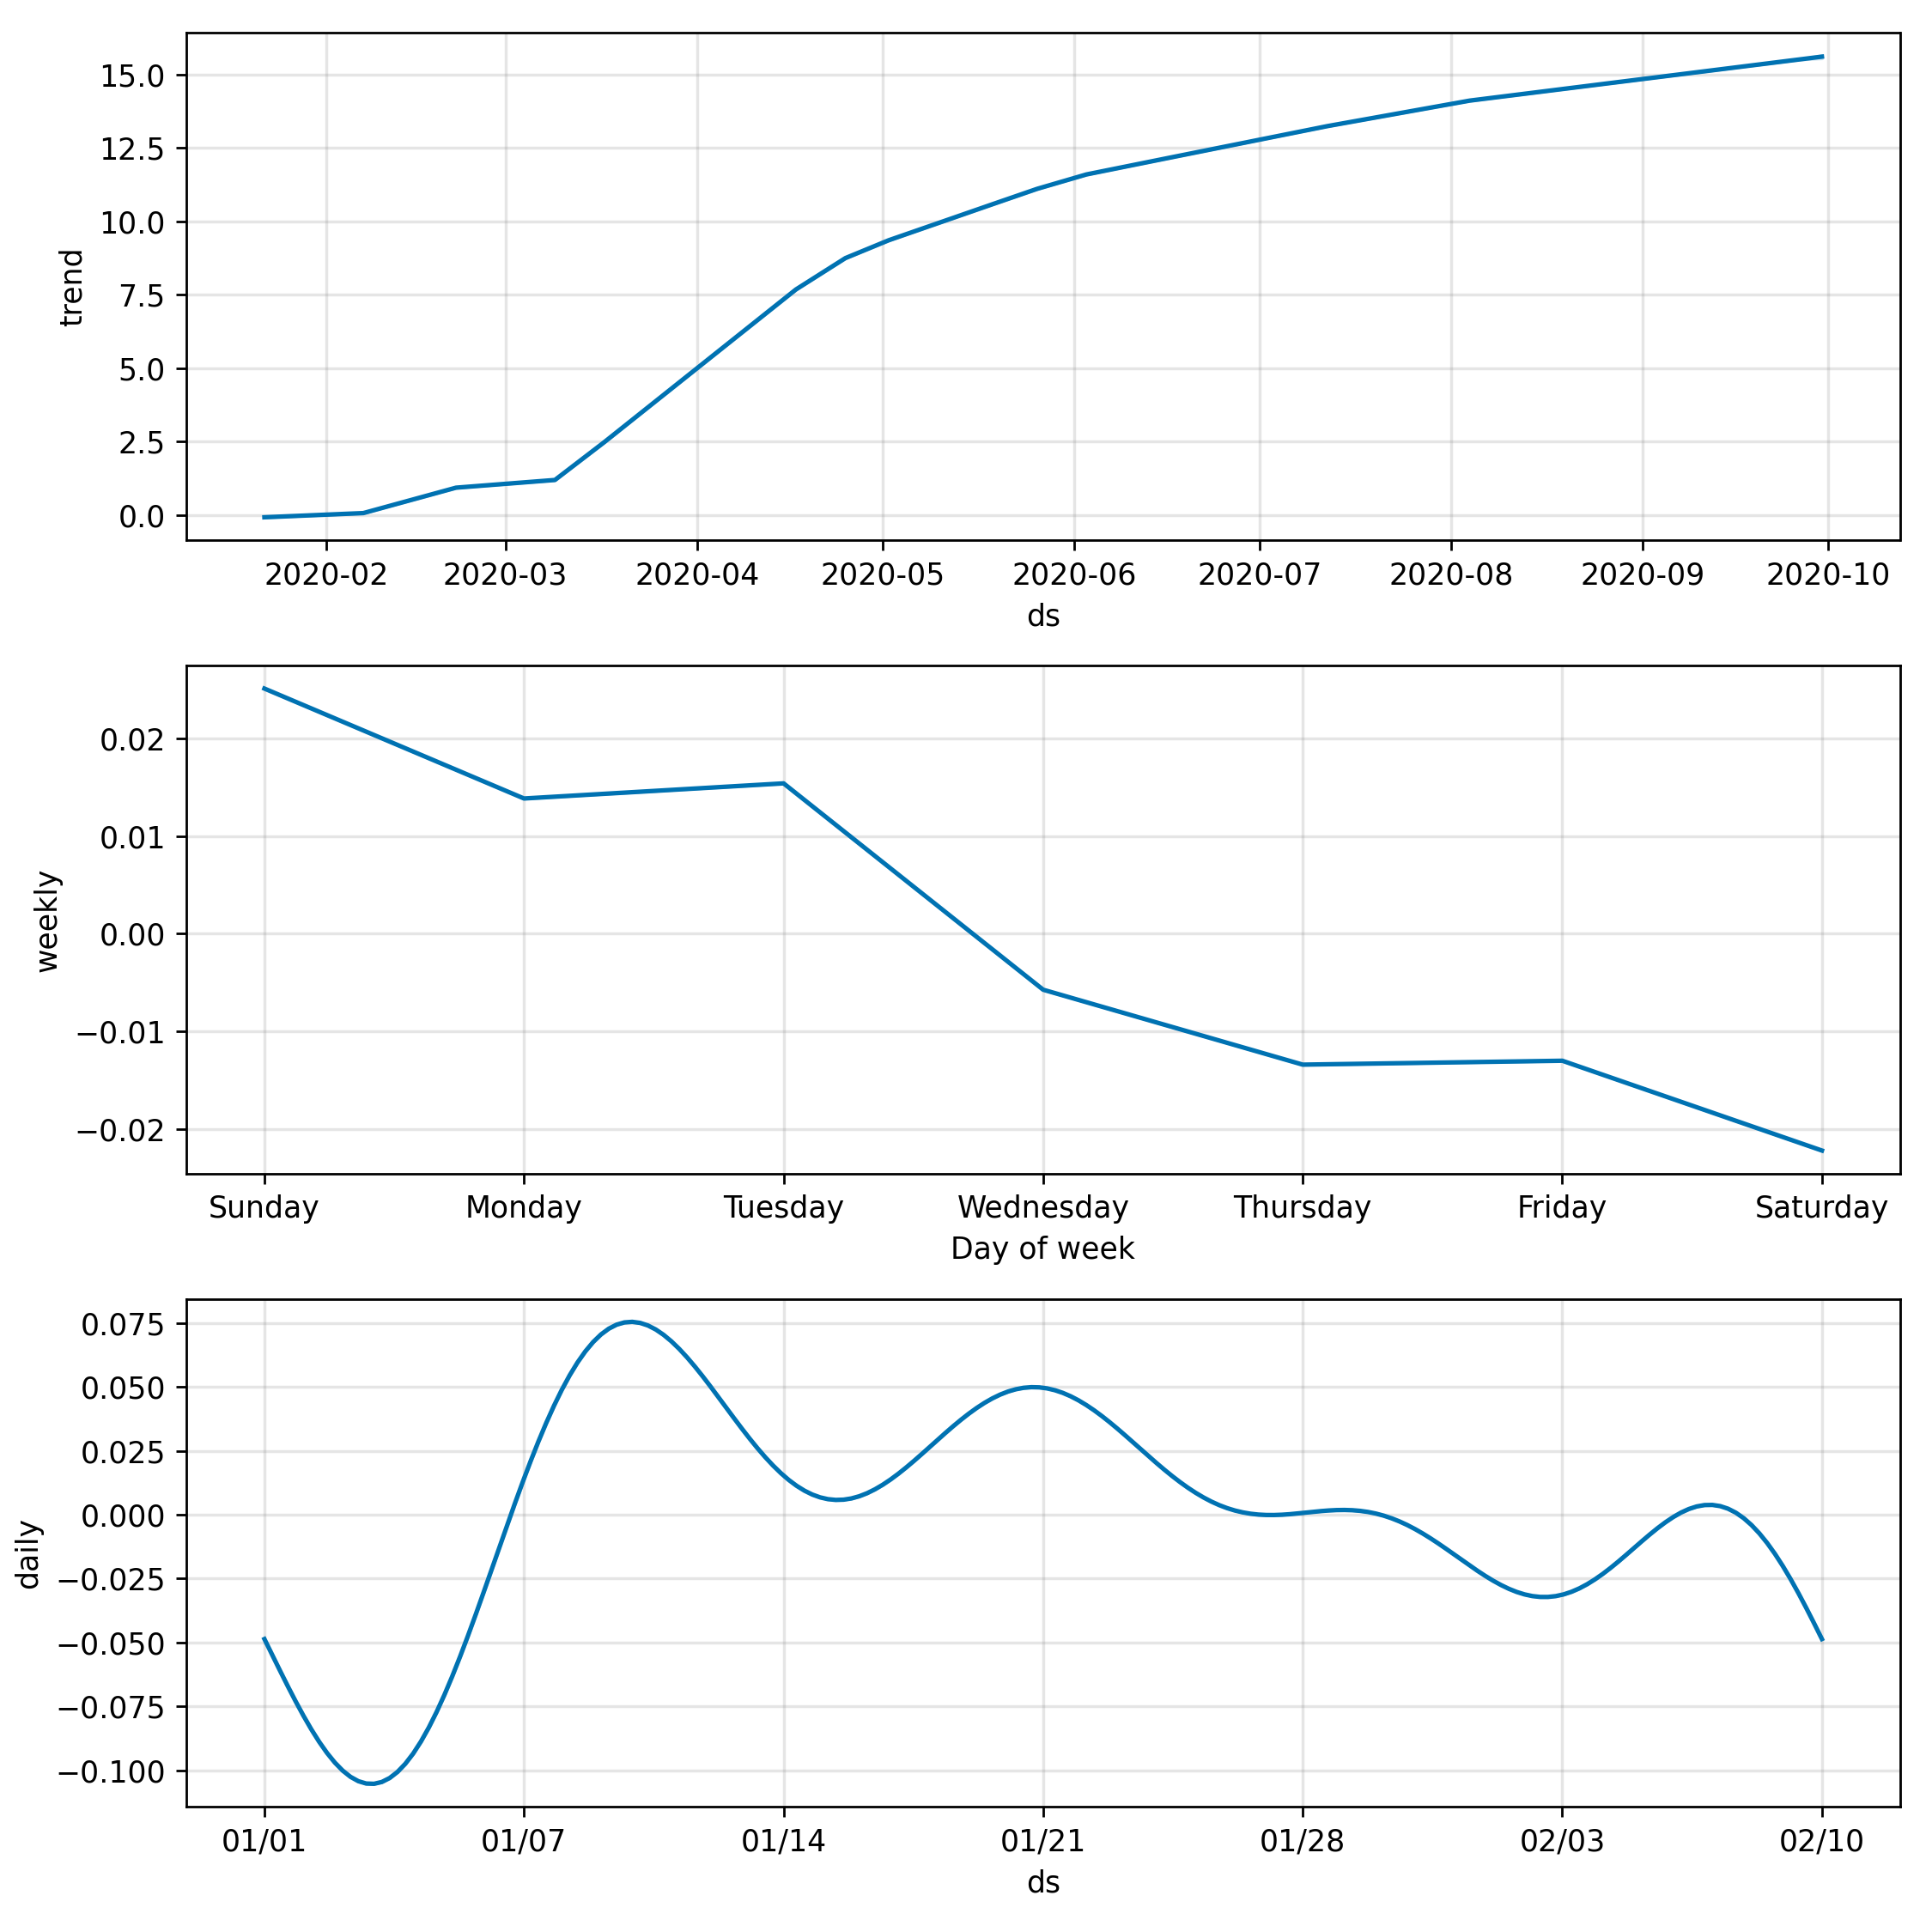 trend
15.0
12.5
10.0
7.5
5.0
2.5
0.0
2020-02 2020-03 2020-04 2020-05 2020-06 2020-07 2020-08 2020-09 2020-10
ds
weekly
0.02
0.01
0.00
−0.01
−0.02
Sunday Monday Tuesday Wednesday Thursday Friday Saturday
Day of week
daily
0.075
0.050
0.025
0.000
−0.025
−0.050
−0.075
−0.100
01/01 01/07 01/14 01/21 01/28 02/03 02/10
ds